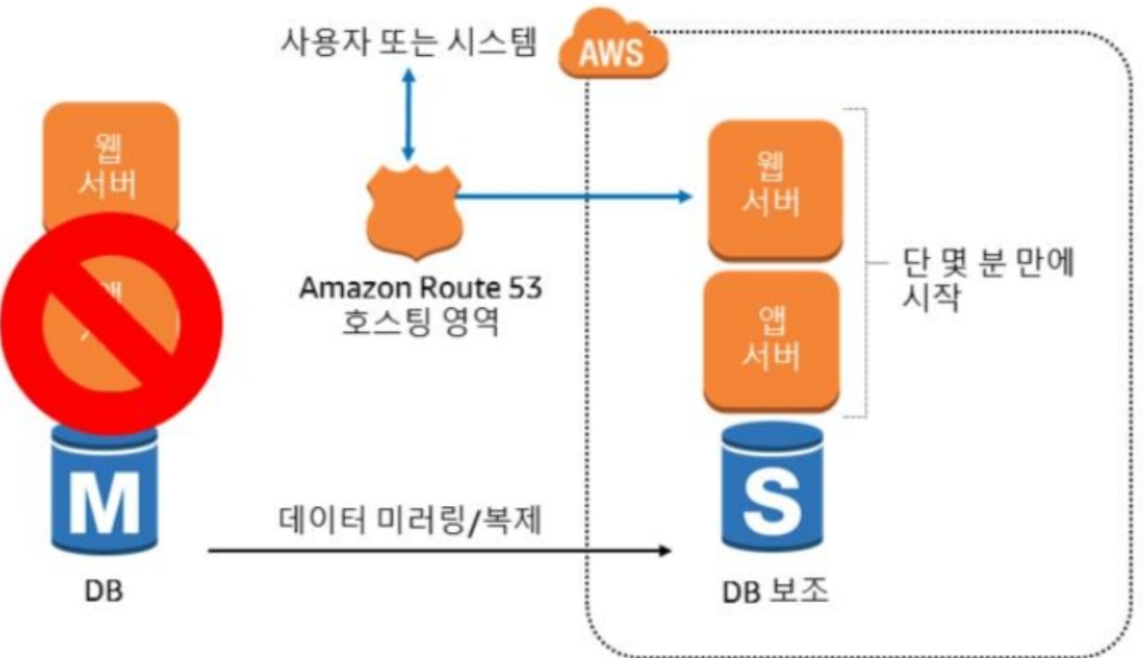 사용자 또는 시스템
AWS
웹
서버
웹
서버
Amazon Route 53
호스팅 영역
단 몇 분 만에
시작
앱
서버
M
S
데이터 미러링/복제
DB
DB 보조